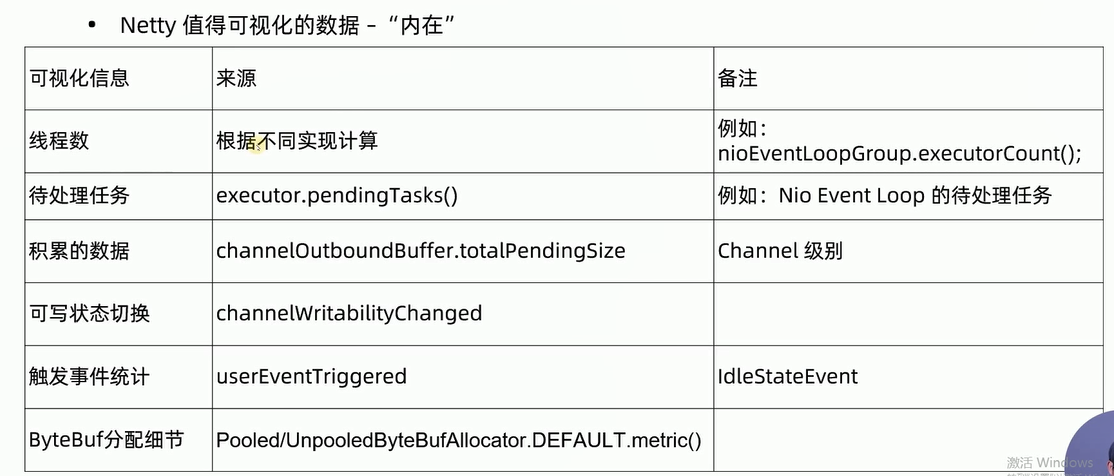 • Netty 值得可视化的数据 – “内在”
可视化信息 来源 备注
线程数 根据不同实现计算 例如：
nioEventLoopGroup.executorCount();
待处理任务 executor.pendingTasks() 例如：Nio Event Loop 的待处理任务
积累的数据 channelOutboundBuffer.totalPendingSize Channel 级别
可写状态切换 channelWritabilityChanged
触发事件统计 userEventTriggered IdleStateEvent
ByteBuf分配细节 Pooled/UnpooledByteBufAllocator.DEFAULT.metric()
激活 Windows